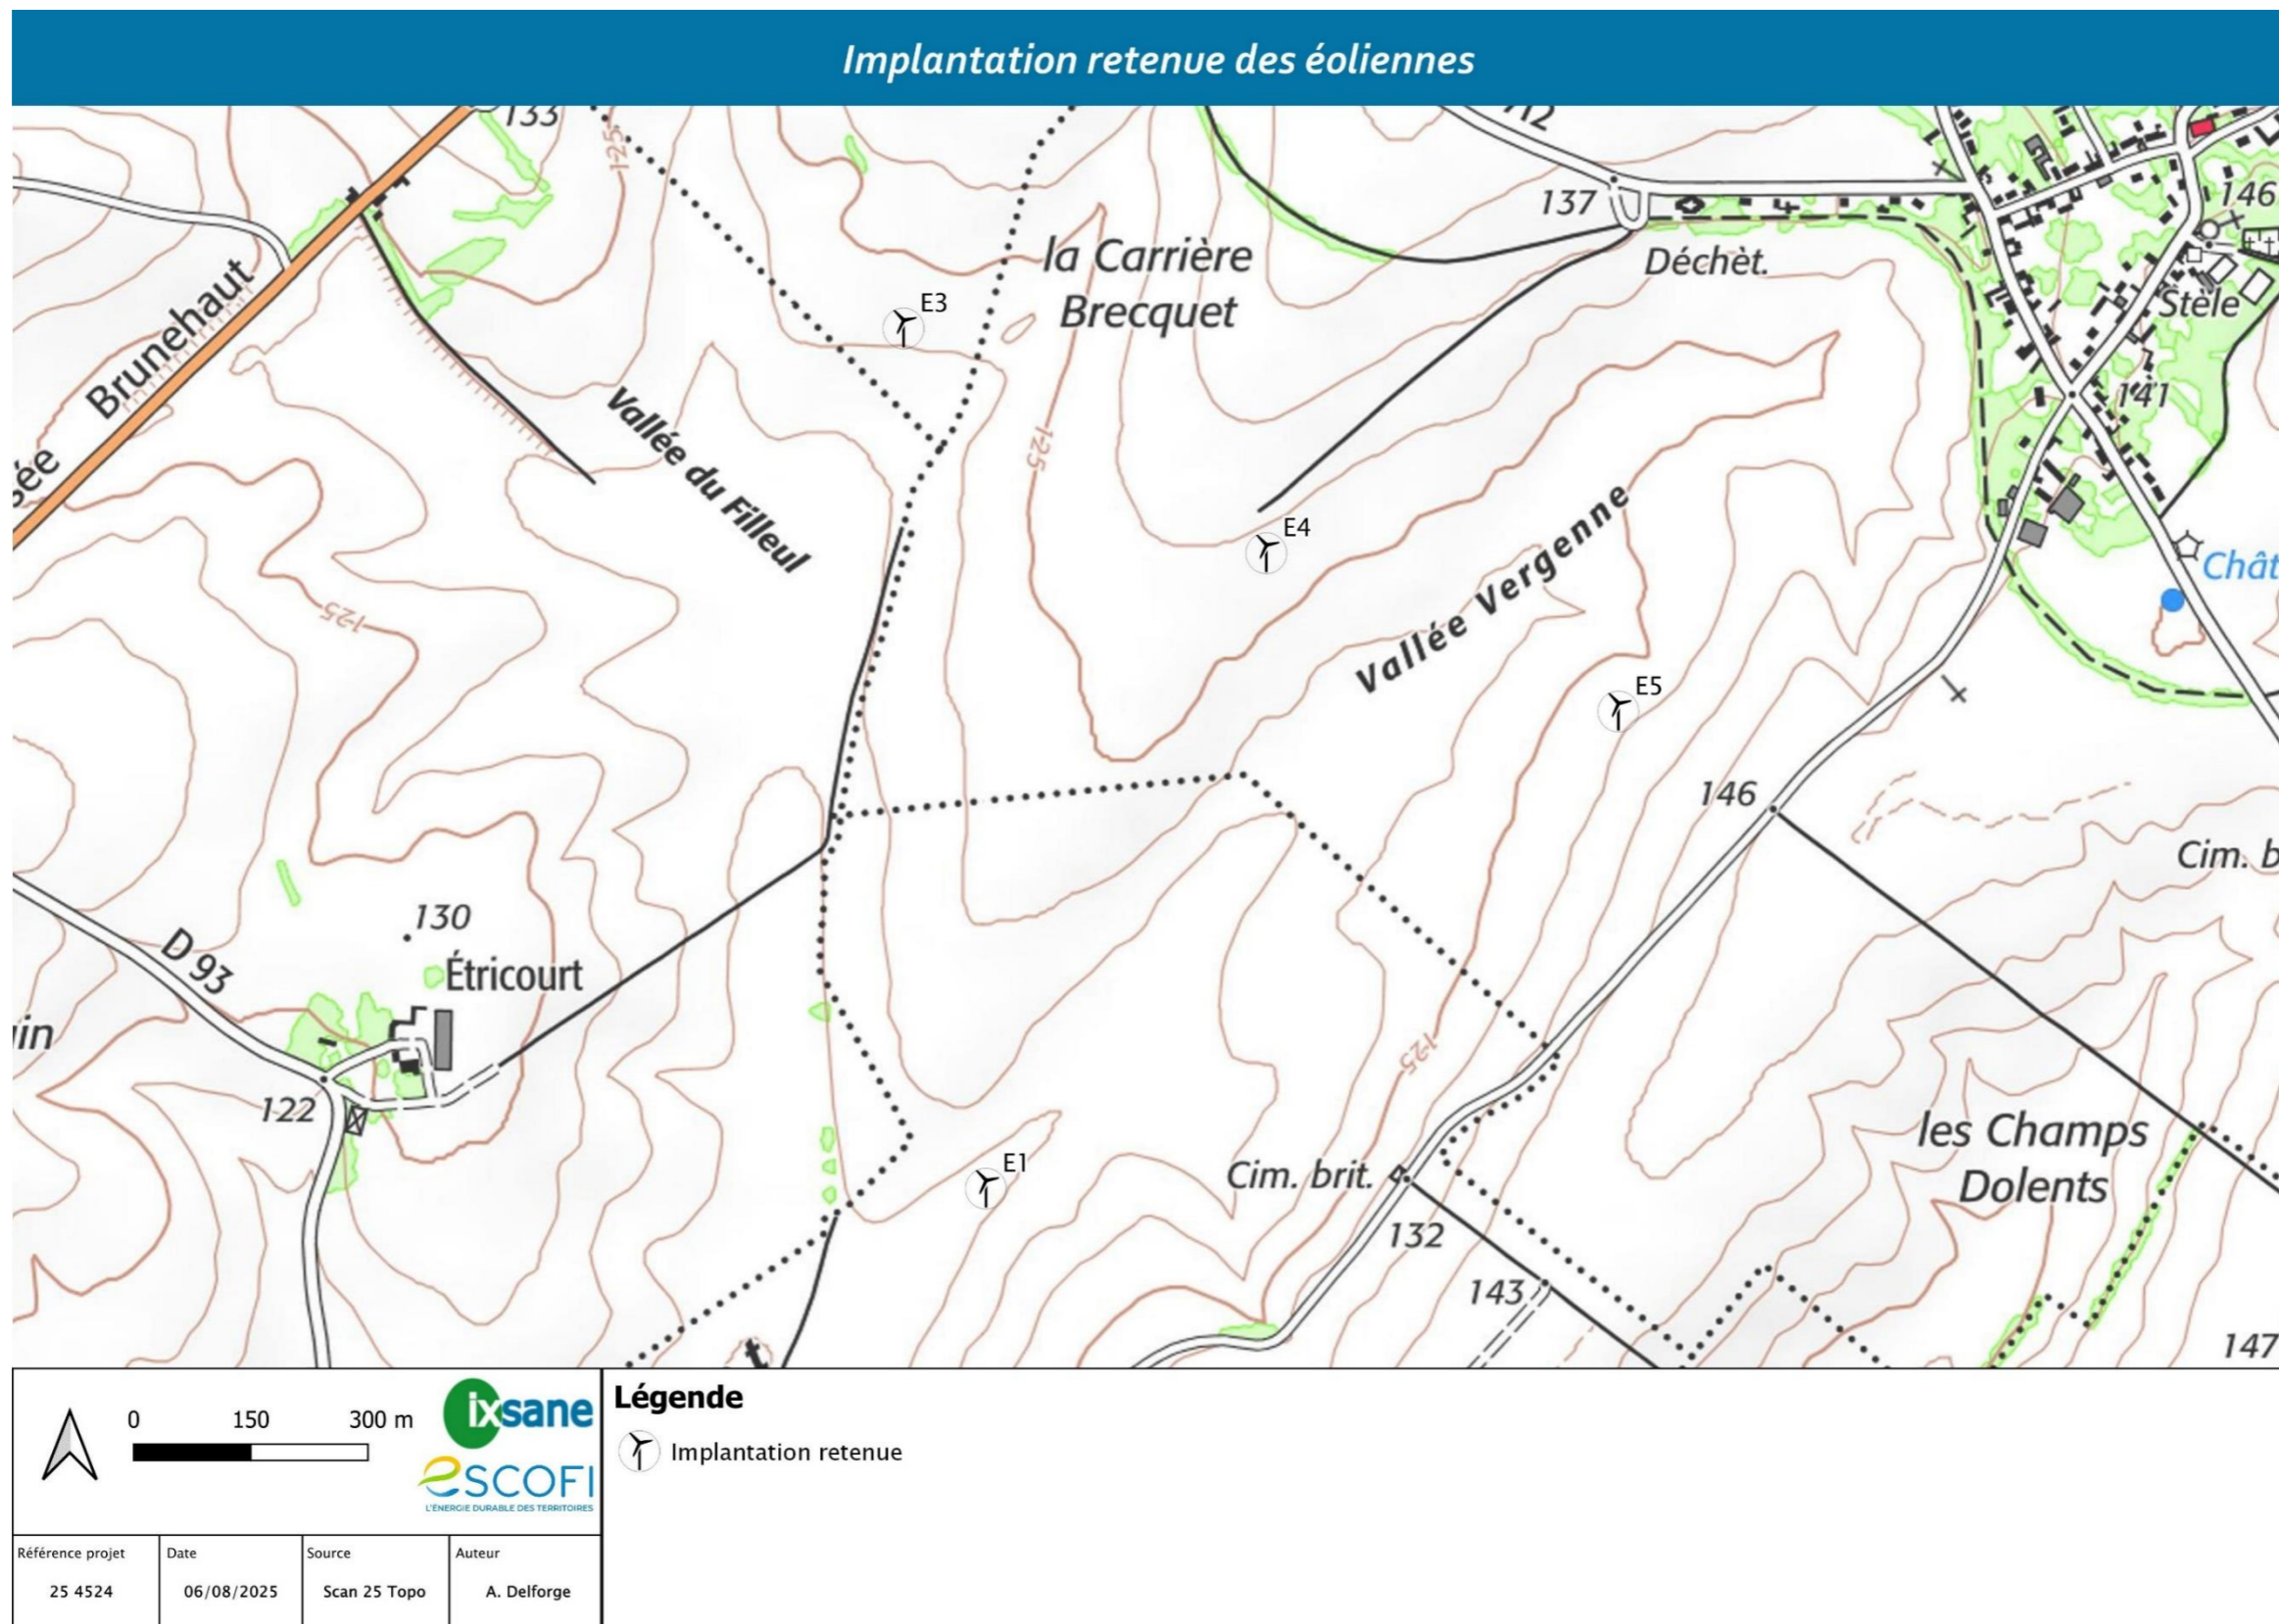 Implantation retenue des éoliennes
133
125
137
146
la Carrière
Brecquet
Déchèt.
Stèle
E3
Brunehaut
sée
141
Vallée du Filleul
125
E4
Vallée Vergenne
Chât
125
E5
146
Cim. b
130
D 93
Étricourt
in
125
122
les Champs
Dolents
E1
Cim. brit.
132
143
147
0 150 300 m
ixsane
eSCOFI
L'ÉNERGIE DURABLE DES TERRITOIRES
Légende
Implantation retenue
Référence projet
25 4524
Date
06/08/2025
Source
Scan 25 Topo
Auteur
A. Delforge